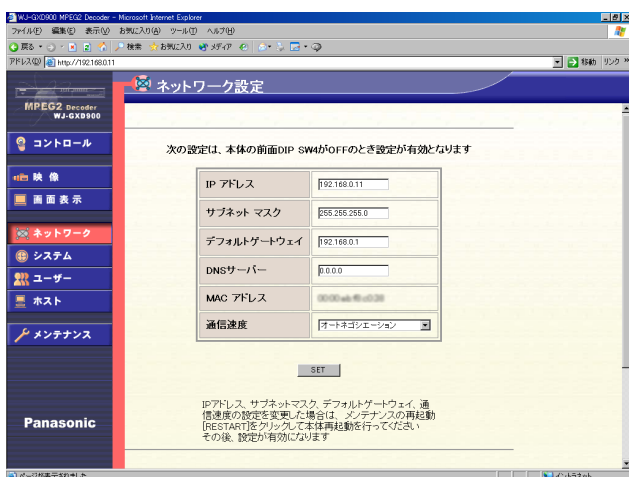 WJ-GXD900 MPEG2 Decoder - Microsoft Internet Explorer
ファイル(F) 編集(E) 表示(V) お気に入り(A) ツール(T) ヘルプ(H)
戻る 検索 お気に入り メディア
アドレス(D) http://192.168.0.11 移動 リンク »
MPEG2 Decoder
WJ-GXD900
コントロール
映 像
画 面 表 示
ネットワーク
システム
ユーザー
ホスト
メンテナンス
Panasonic
ネットワーク設定
次の設定は、本体の前面DIP SW4がOFFのとき設定が有効となります
IP アドレス 192.168.0.11
サブネット マスク 255.255.255.0
デフォルトゲートウェイ 192.168.0.1
DNSサーバー 0.0.0.0
MAC アドレス
通信速度 オートネゴシエーション
SET
IPアドレス、サブネットマスク、デフォルトゲートウェイ、通
信速度の設定を変更した場合は、メンテナンスの再起動
[RESTART]をクリックして本体再起動を行ってください
その後、設定が有効になります
ページが表示されました
イントラネット